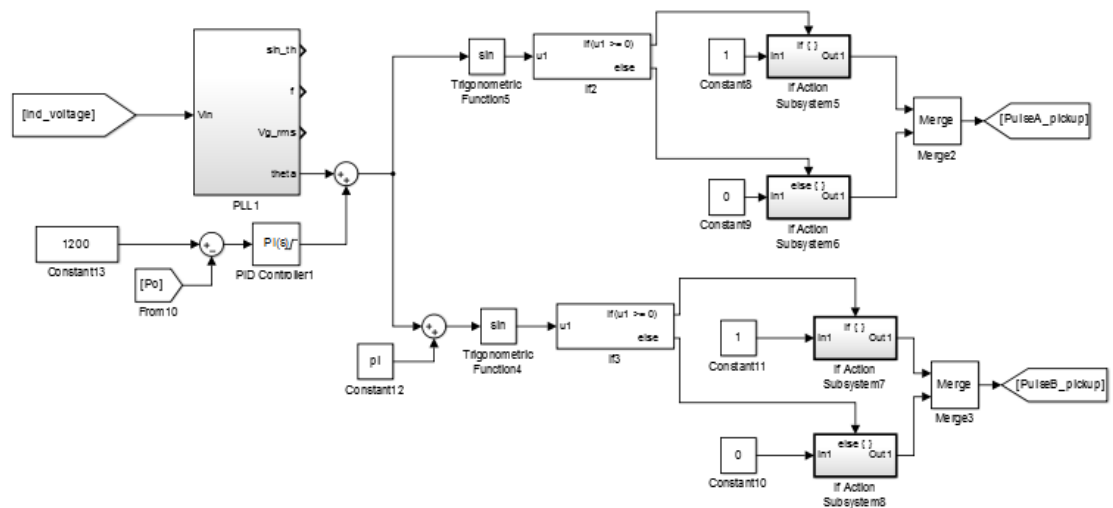 [ind_voltage]
Vin
sin_th
f
Vg_rms
theta
PLL1
1200
Constant13
[Po]
From10
PI(s)
PID Controller1
sin
Trigonometric
Function5
u1
if(u1 >= 0)
else
If2
1
Constant8
if { }
In1
Out1
If Action
Subsystem5
0
Constant9
else { }
In1
Out1
If Action
Subsystem6
Merge
Merge2
[PulseA_pickup]
pi
Constant12
sin
Trigonometric
Function4
u1
if(u1 >= 0)
else
If3
1
Constant11
if { }
In1
Out1
If Action
Subsystem7
0
Constant10
else { }
In1
Out1
If Action
Subsystem8
Merge
Merge3
[PulseB_pickup]